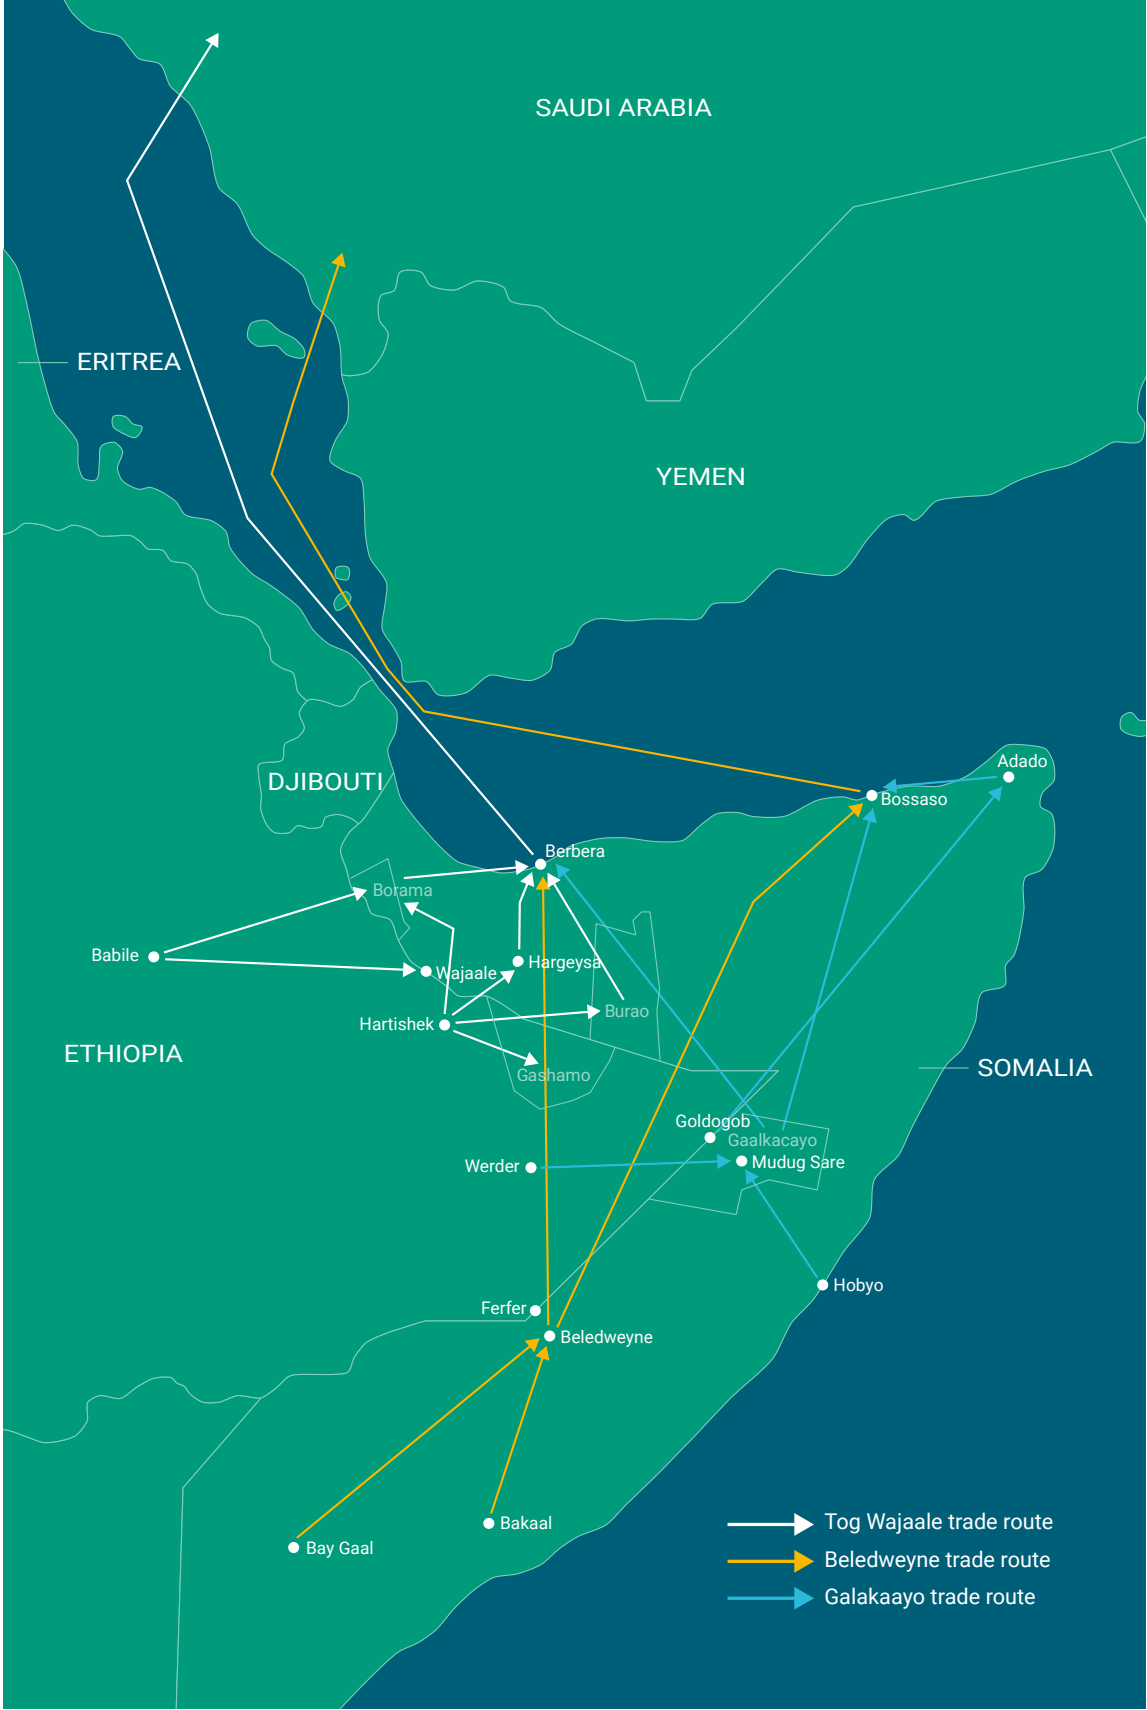 SAUDI ARABIA
ERITREA
YEMEN
Adado
DJIBOUTI
Bossaso
Berbera
Borama
Babile
Wajaale
Hargeysa
Burao
Hartishek
ETHIOPIA
Gashamo
SOMALIA
Goldogob
Gaalkacayo
Mudug Sare
Werder
Hobyo
Ferfer
Beledweyne
Bakaal
Bay Gaal
Tog Wajaale trade route
Beledweyne trade route
Galakaayo trade route